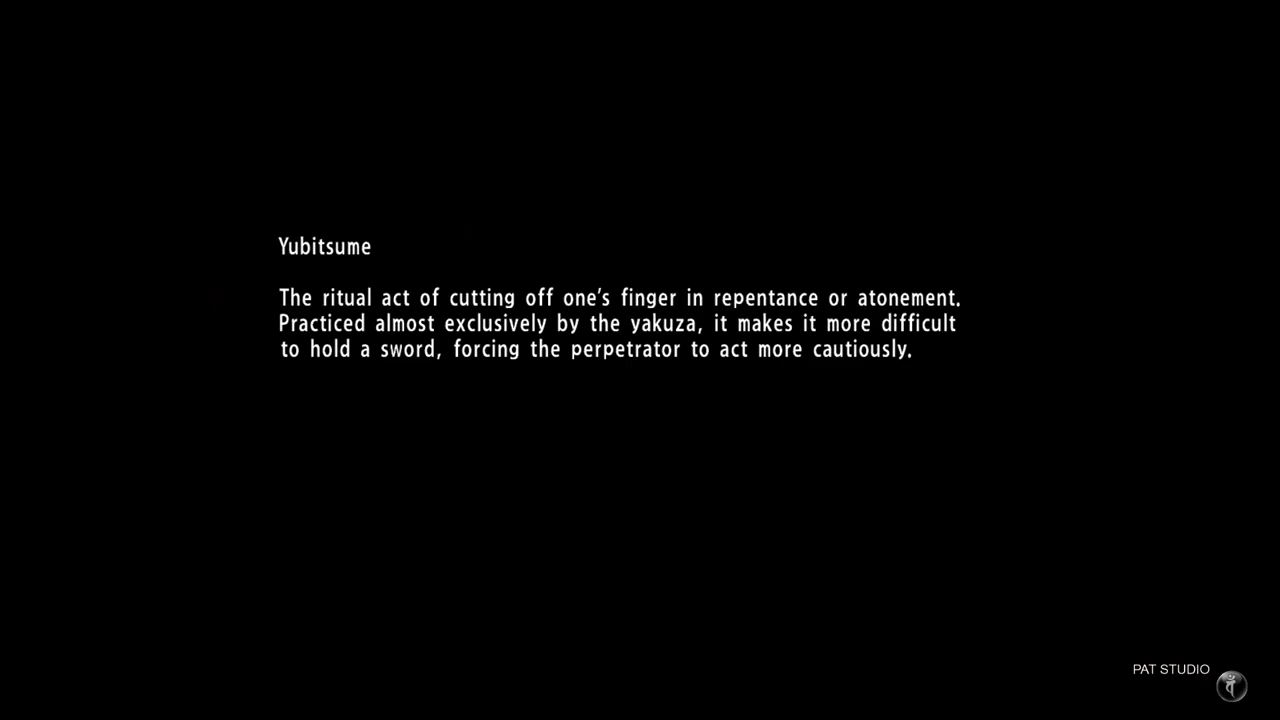 Yubitsume
The ritual act of cutting off one's finger in repentance or atonement.
Practiced almost exclusively by the yakuza, it makes it more difficult
to hold a sword, forcing the perpetrator to act more cautiously.
PAT STUDIO